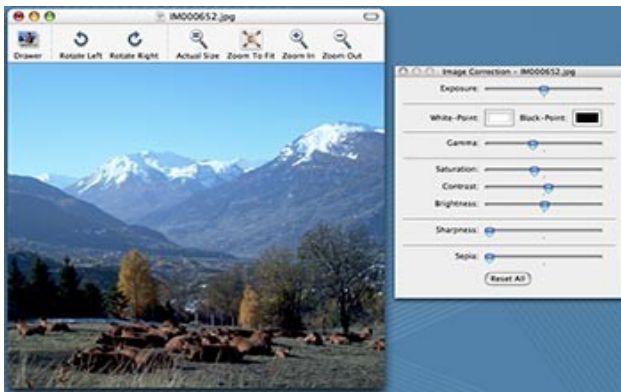 IM000652.jpg
Drawer Rotate Left Rotate Right Actual Size Zoom To Fit Zoom In Zoom Out
Image Correction – IM000652.jpg
Exposure:
White-Point: Black-Point:
Gamma:
Saturation:
Contrast:
Brightness:
Sharpness:
Sepia:
Reset All